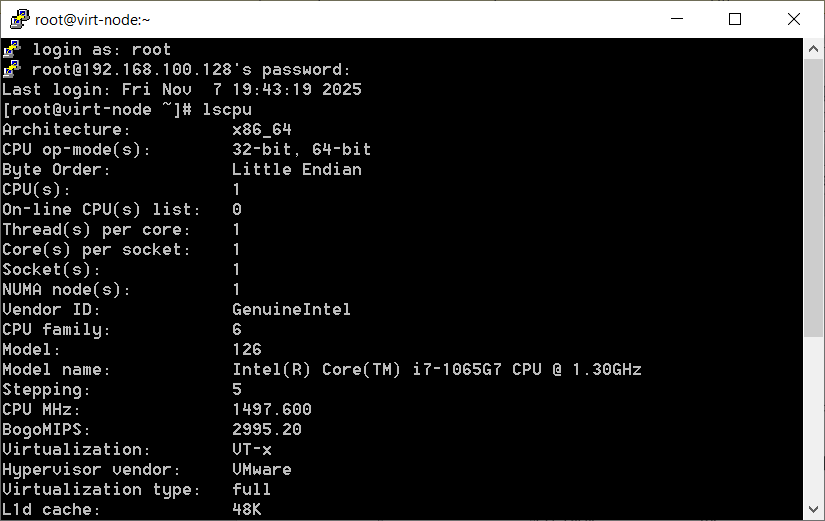 root@virt-node:~
login as: root
root@192.168.100.128's password:
Last login: Fri Nov  7 19:43:19 2025
[root@virt-node ~]# lscpu
Architecture:          x86_64
CPU op-mode(s):        32-bit, 64-bit
Byte Order:            Little Endian
CPU(s):                1
On-line CPU(s) list:   0
Thread(s) per core:    1
Core(s) per socket:    1
Socket(s):             1
NUMA node(s):          1
Vendor ID:             GenuineIntel
CPU family:            6
Model:                 126
Model name:            Intel(R) Core(TM) i7-1065G7 CPU @ 1.30GHz
Stepping:              5
CPU MHz:               1497.600
BogoMIPS:              2995.20
Virtualization:        VT-x
Hypervisor vendor:     VMware
Virtualization type:   full
L1d cache:             48K